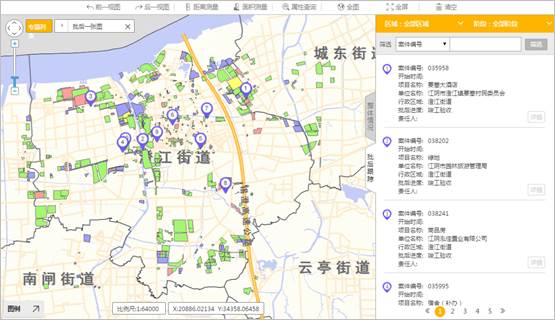 前一视图 后一视图 距离测量 面积测量 属性查询 全图 全屏 清空
专题列 批后一张图 ×
区域：全部区域 阶段：全部阶段
筛选 案件编号 筛选
城东街道
江街道
南闸街道
云亭街道
整体情况
批后跟踪
1
案件编号: 035958
开始时间:
项目名称: 要塞大酒店
单位名称: 江阴市澄江镇要塞村民委员会
行政区域: 澄江街道
批后进度: 竣工验收
责任人:
详细
案件编号: 038202
开始时间:
项目名称: 绿地
单位名称: 江阴市园林旅游管理局
行政区域: 澄江街道
批后进度: 竣工验收
责任人:
详细
案件编号: 038241
开始时间:
项目名称: 商品房
单位名称: 江阴兆佳置业有限公司
行政区域: 澄江街道
批后进度: 竣工验收
责任人:
详细
案件编号: 035995
开始时间:
项目名称: 宿舍（补办）
1 2 3 4 5
图例
比例尺:1:64000
X:20886.02134 Y:34358.06458